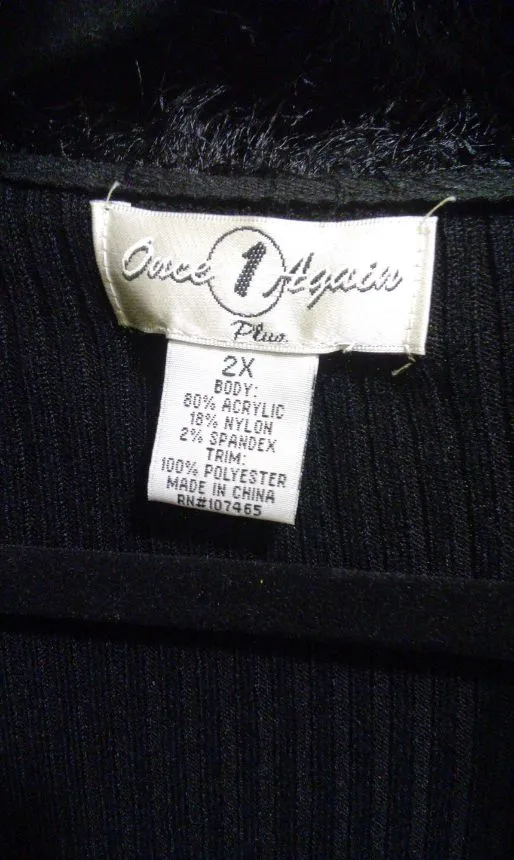 Once 1 Again
Plus
2X
BODY:
80% ACRYLIC
18% NYLON
2% SPANDEX
TRIM:
100% POLYESTER
MADE IN CHINA
RN#107465